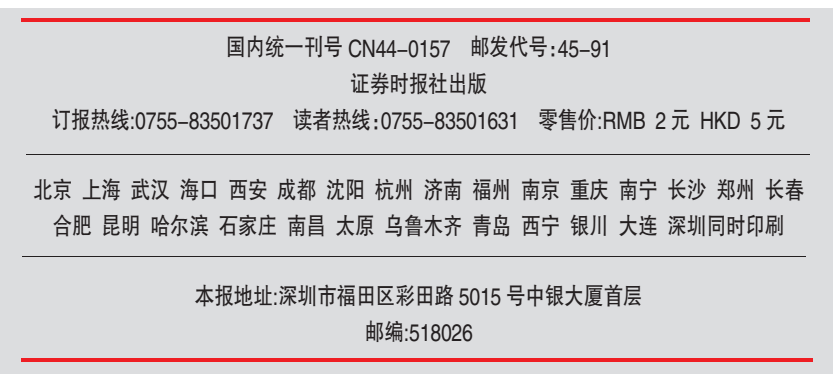 国内统一刊号 CN44-0157 邮发代号:45-91
证券时报社出版
订报热线:0755-83501737 读者热线:0755-83501631 零售价:RMB 2 元 HKD 5 元
北京 上海 武汉 海口 西安 成都 沈阳 杭州 济南 福州 南京 重庆 南宁 长沙 郑州 长春
合肥 昆明 哈尔滨 石家庄 南昌 太原 乌鲁木齐 青岛 西宁 银川 大连 深圳同时印刷
本报地址:深圳市福田区彩田路 5015 号中银大厦首层
邮编:518026